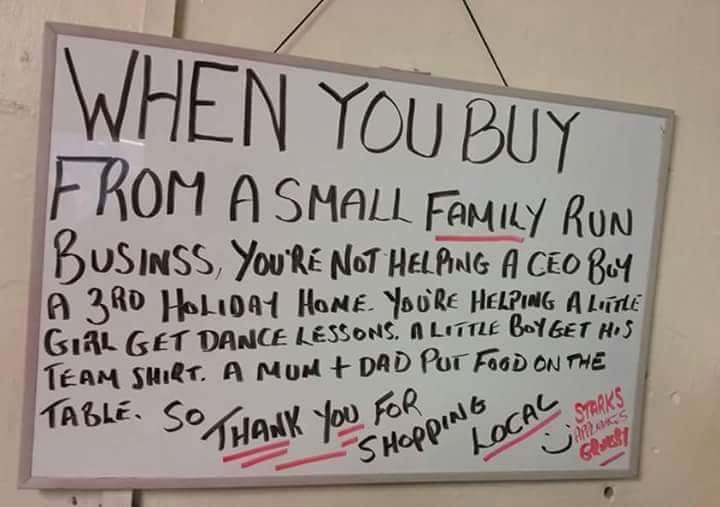 WHEN YOU BUY
FROM A SMALL FAMILY RUN
BUSINSS, YOU'RE NOT HELPING A CEO BUY
A 3RD HOLIDAY HOME. YOU'RE HELPING A LITTLE
GIRL GET DANCE LESSONS. A LITTLE BOY GET HIS
TEAM SHIRT. A MUM + DAD PUT FOOD ON THE
TABLE. SO THANK YOU FOR
SHOPPING LOCAL
STARKS